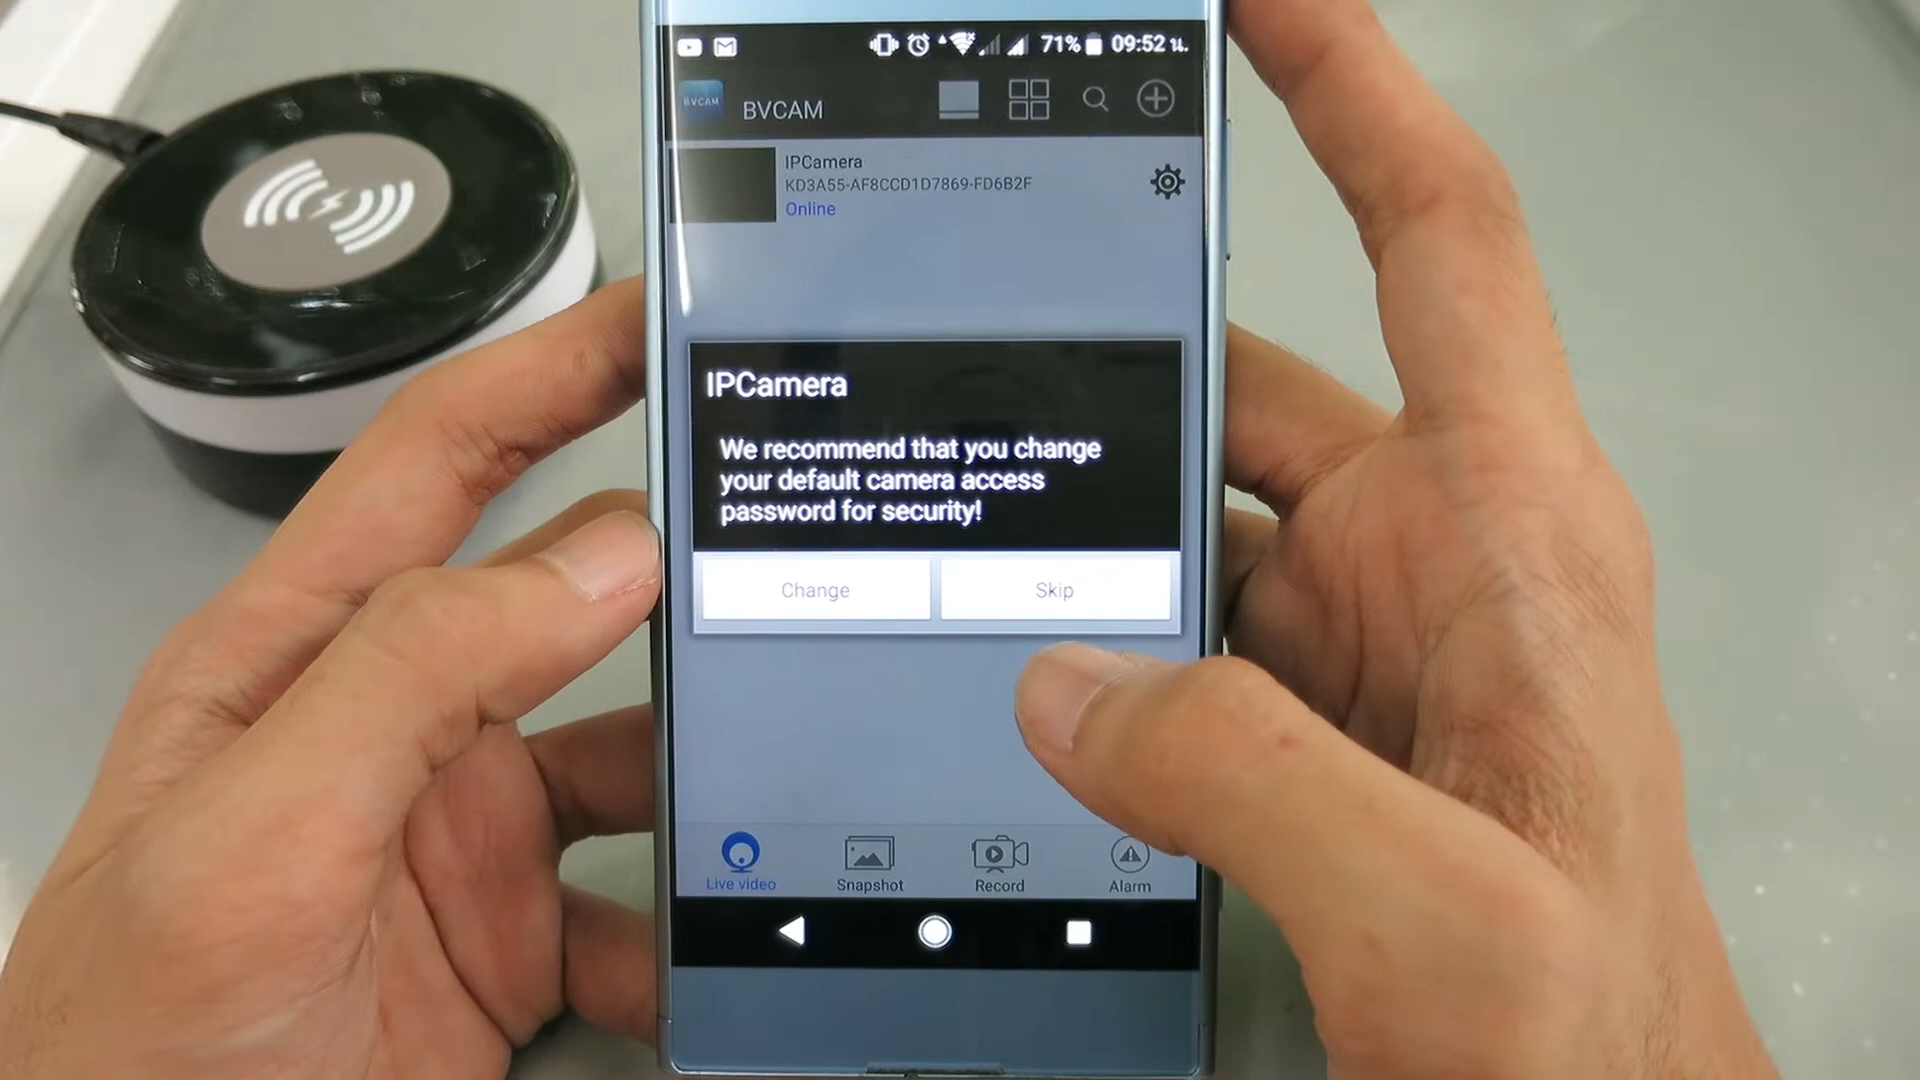 71% 09:52 น.
BVCAM
BVCAM
IPCamera
KD3A55-AF8CCD1D7869-FD6B2F
Online
IPCamera
We recommend that you change
your default camera access
password for security!
Change
Skip
Live video
Snapshot
Record
Alarm